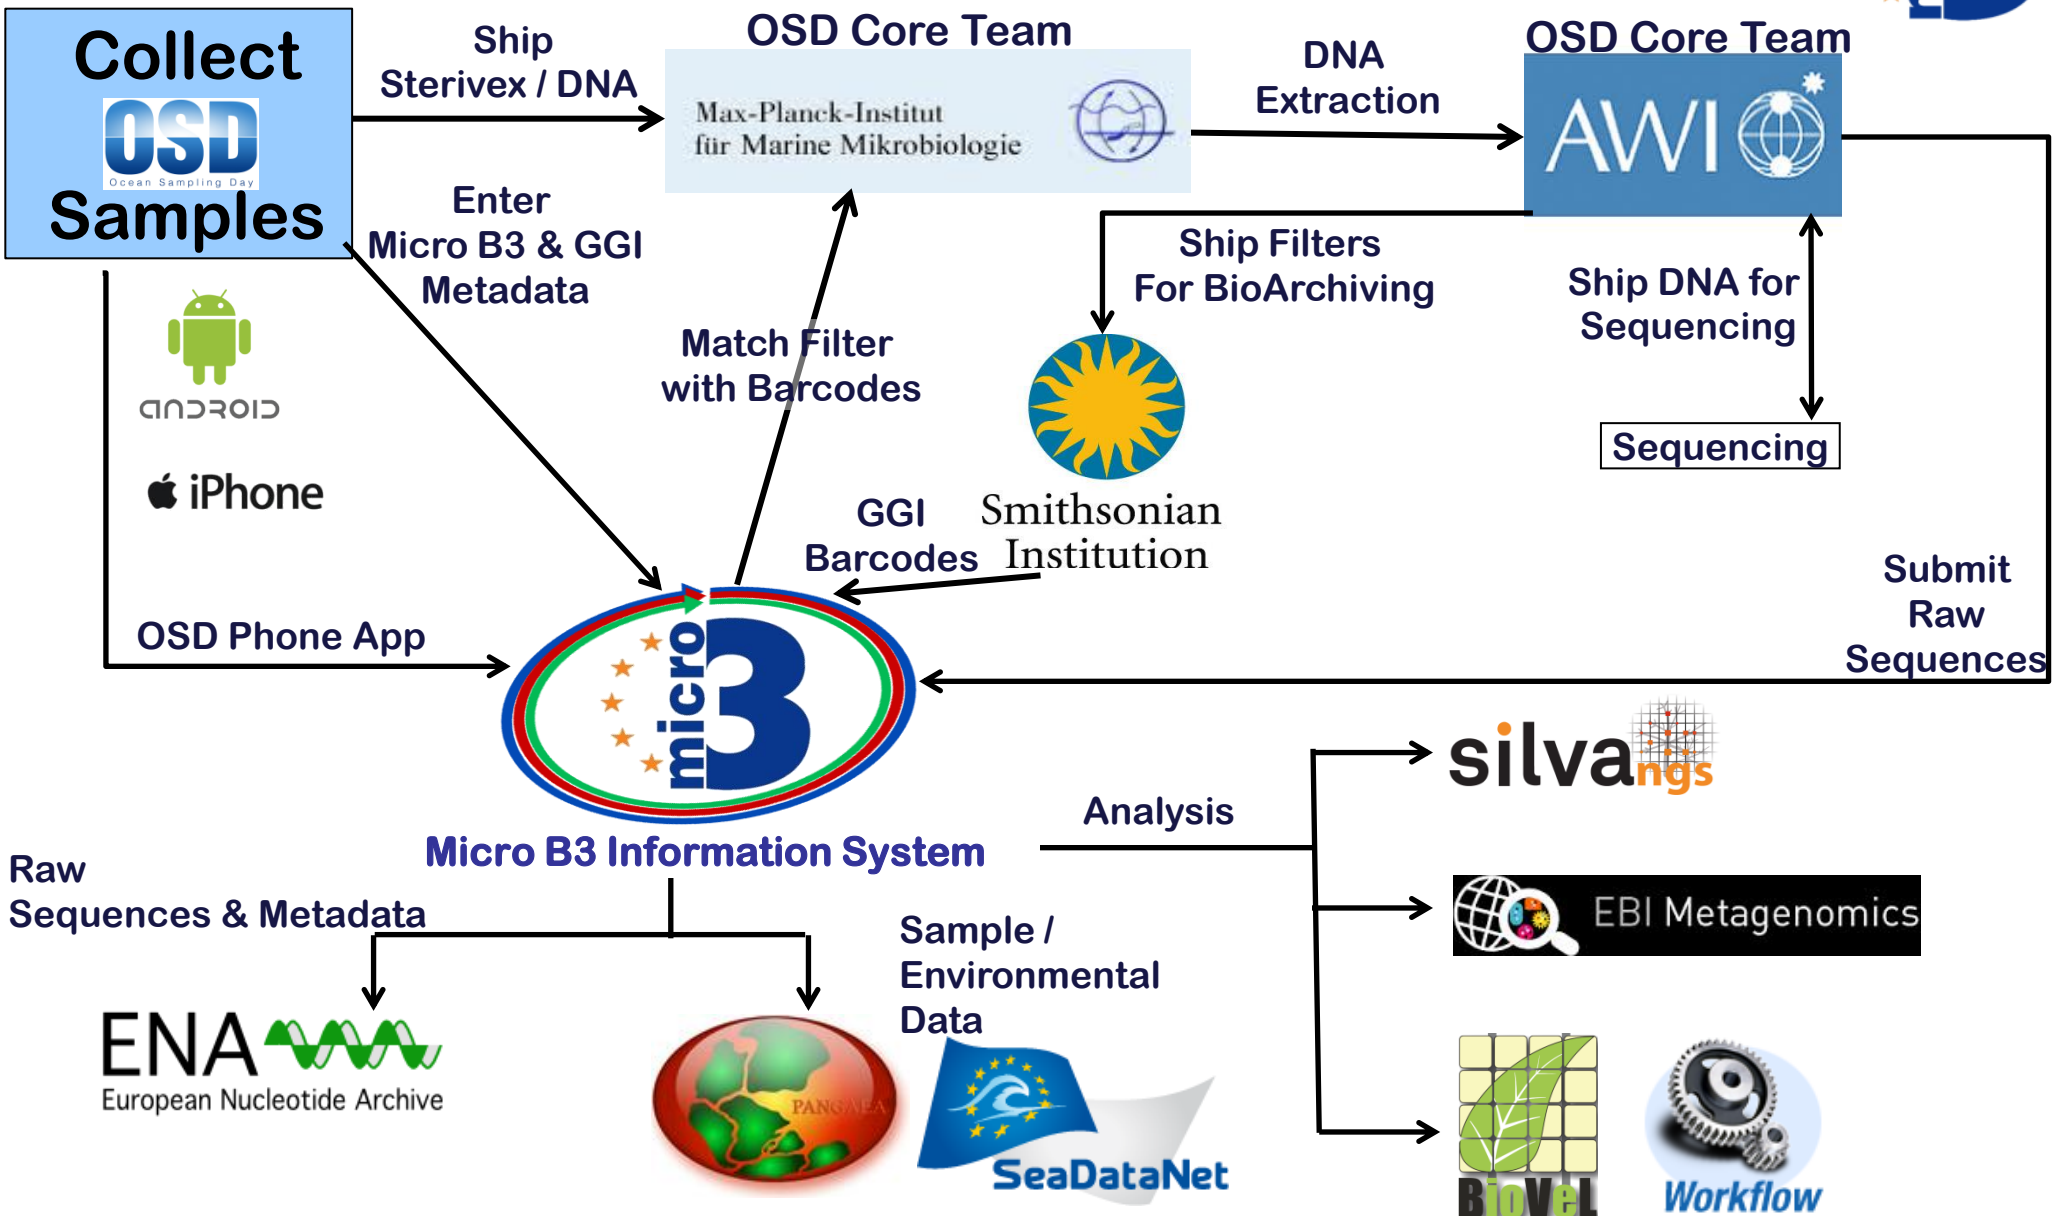 Collect
OSD
Ocean Sampling Day
Samples
Ship
Sterivex / DNA
OSD Core Team
Max-Planck-Institut
für Marine Mikrobiologie
DNA
Extraction
OSD Core Team
AWI
Enter
Micro B3 & GGI
Metadata
Ship Filters
For BioArchiving
Ship DNA for
Sequencing
ANDROID
Match Filter
with Barcodes
Sequencing
iPhone
GGI
Barcodes
Smithsonian
Institution
Submit
Raw
Sequences
OSD Phone App
micro
3
silva
ngs
Analysis
Micro B3 Information System
Raw
Sequences & Metadata
EBI Metagenomics
Sample /
Environmental
Data
ENA
European Nucleotide Archive
PANGAEA
SeaDataNet
BioVeL
Workflow